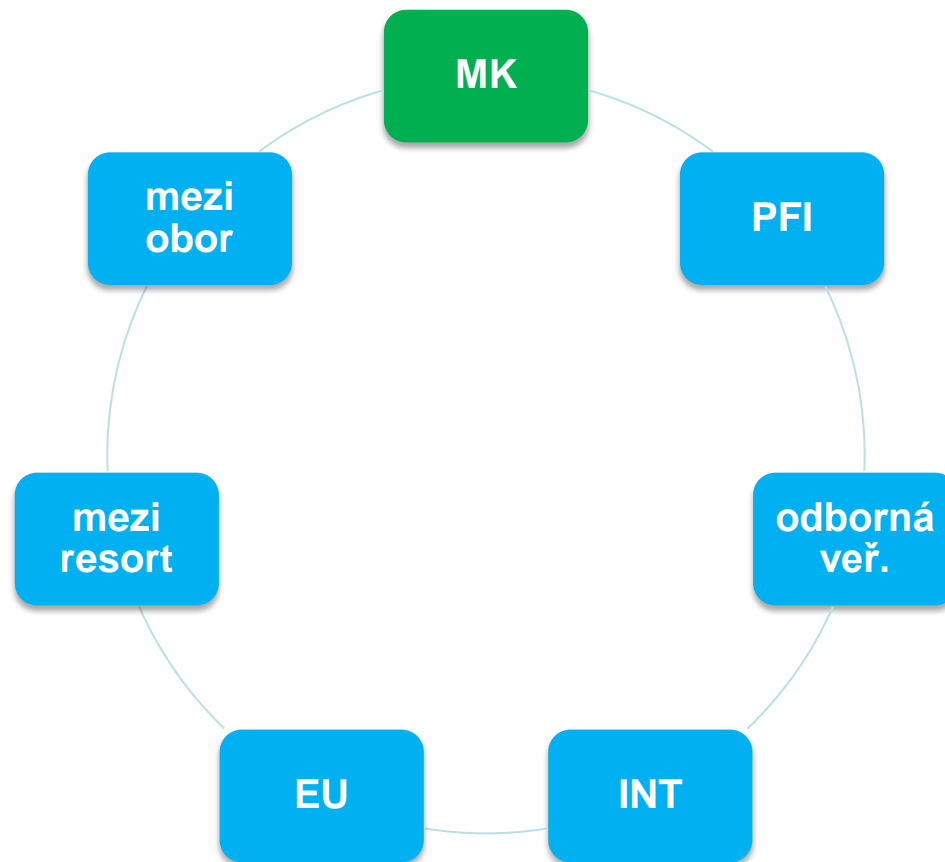 MK
PFI
odborná
veř.
INT
EU
mezi
resort
mezi
obor